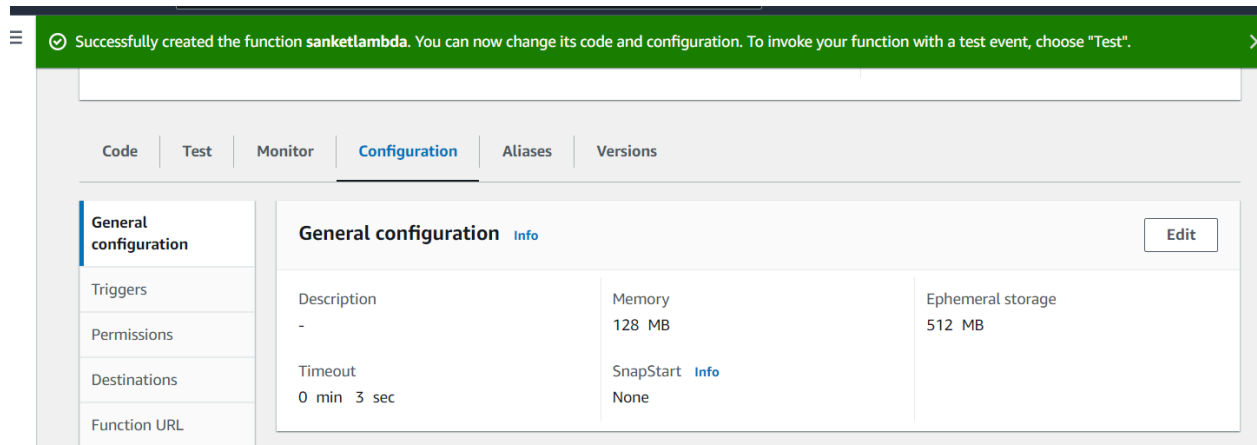 Successfully created the function sanketlambda. You can now change its code and configuration. To invoke your function with a test event, choose "Test".
Code Test Monitor Configuration Aliases Versions
General
configuration
Triggers
Permissions
Destinations
Function URL
General configuration Info Edit
Description Memory Ephemeral storage
- 128 MB 512 MB
Timeout SnapStart Info
0 min 3 sec None